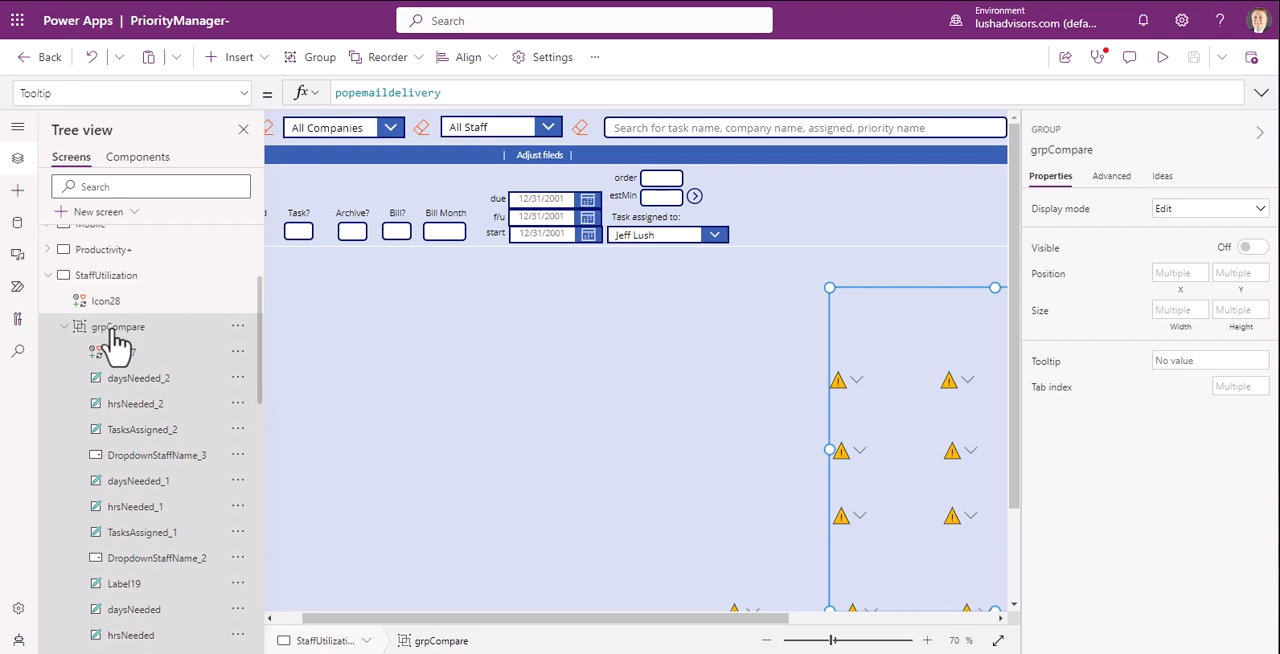 Power Apps | PriorityManager-
Search
Environment
lushadvisors.com (defa...
Back
Insert
Group
Reorder
Align
Settings
...
Tooltip
=
fx
popemaildelivery
Tree view
Screens
Components
Search
New screen
Mobile
Productivity+
StaffUtilization
Icon28
grpCompare
daysNeeded_2
hrsNeeded_2
TasksAssigned_2
DropdownStaffName_3
daysNeeded_1
hrsNeeded_1
TasksAssigned_1
DropdownStaffName_2
Label19
daysNeeded
hrsNeeded
All Companies
All Staff
Search for task name, company name, assigned, priority name
| Adjust fileds |
order
due 12/31/2001 estMin
Task? Archive? Bill? Bill Month
f/u 12/31/2001 Task assigned to:
start 12/31/2001 Jeff Lush
GROUP
grpCompare
Properties
Advanced
Ideas
Display mode Edit
Visible Off
Position Multiple Multiple
X Y
Size Multiple Multiple
Width Height
Tooltip No value
Tab index Multiple
StaffUtilizati...
grpCompare
70 %